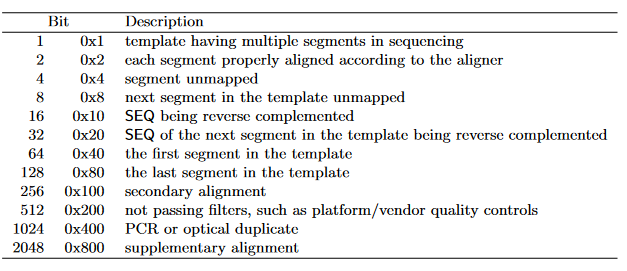 Bit Description
1 0x1 template having multiple segments in sequencing
2 0x2 each segment properly aligned according to the aligner
4 0x4 segment unmapped
8 0x8 next segment in the template unmapped
16 0x10 SEQ being reverse complemented
32 0x20 SEQ of the next segment in the template being reverse complemented
64 0x40 the first segment in the template
128 0x80 the last segment in the template
256 0x100 secondary alignment
512 0x200 not passing filters, such as platform/vendor quality controls
1024 0x400 PCR or optical duplicate
2048 0x800 supplementary alignment